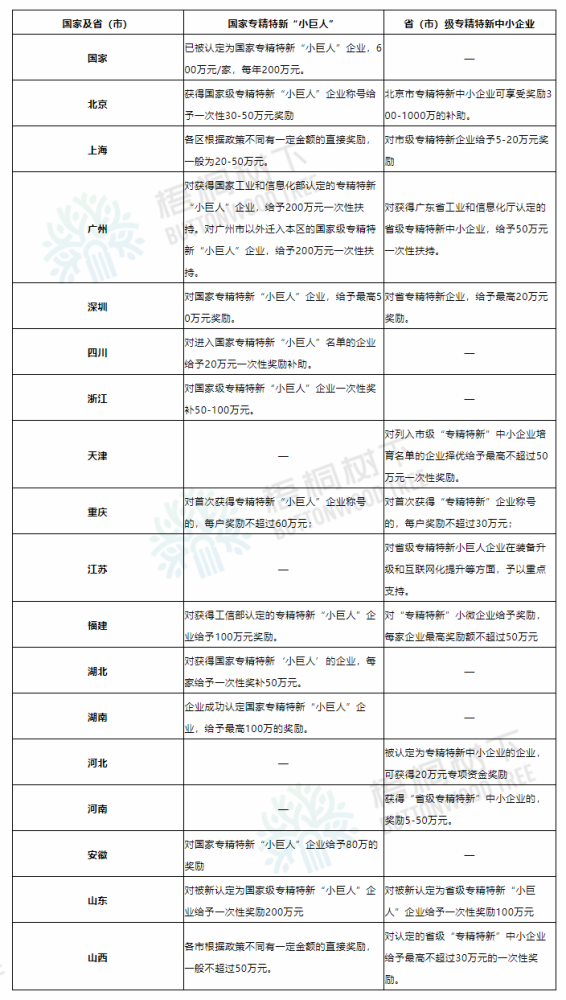 国家及省（市）
国家专精特新“小巨人”
省（市）级专精特新中小企业
国家
已被认定为国家专精特新“小巨人”企业，6
00万元/家，每年200万元。
—
北京
获得国家级专精特新“小巨人”企业称号给
予一次性30-50万元奖励
北京市专精特新中小企业可享受奖励3
00-1000万的补助。
上海
各区根据政策不同有一定金额的直接奖励，
一般为20-50万元。
对市级专精特新企业给予5-20万元奖
励
广州
对获得国家工业和信息化部认定的专精特新
“小巨人”企业，给予200万元一次性扶
持。对广州市以外迁入本区的国家级专精特
新“小巨人”企业，给予200万元一次性扶
持。
对获得广东省工业和信息化厅认定的
省级专精特新中小企业，给予50万元
一次性扶持。
深圳
对国家专精特新“小巨人”企业，给予最高5
0万元奖励。
对省专精特新企业，给予最高20万元
奖励。
四川
对进入国家专精特新“小巨人”名单的企业
给予20万元一次性奖励补助。
—
浙江
对国家级专精特新“小巨人”企业一次性奖
补50-100万元。
—
天津
—
对列入市级“专精特新”中小企业培
育名单的企业择优给予最高不超过50
万元一次性奖励。
重庆
对首次获得专精特新“小巨人”企业称号
的，每户奖励不超过60万元；
对首次获得“专精特新”企业称号
的，每户奖励不超过30万元；
江苏
—
对省级专精特新小巨人企业在装备升
级和互联网化提升等方面，予以重点
支持。
福建
对获得工信部认定的专精特新“小巨人”企
业给予100万元奖励。
对“专精特新”小微企业给予奖励，
每家企业最高奖励额不超过50万元
湖北
对获得国家专精特新‘小巨人’的企业，每
家给予一次性奖补50万元。
—
湖南
企业成功认定国家专精特新“小巨人”企
业，给予最高100万的奖励。
—
河北
—
被认定为专精特新中小企业的企业，
可获得20万元专项资金奖励
河南
—
获得“省级专精特新”中小企业的，
奖励5-50万元。
安徽
对国家专精特新“小巨人”企业给予80万的
奖励
—
山东
对被新认定为国家级专精特新“小巨人”企
业给予一次性奖励200万元
对被新认定为省级专精特新“小巨
人”企业给予一次性奖励100万元
山西
各市根据政策不同有一定金额的直接奖励，
一般不超过50万元。
对认定的省级“专精特新”中小企业
给予最高不超过30万元的一次性奖
励。
梧桐树下
BUTTONWOOD TREE
梧桐树下
BUTTONWOOD TREE
梧桐树下
BUTTONWOOD TREE